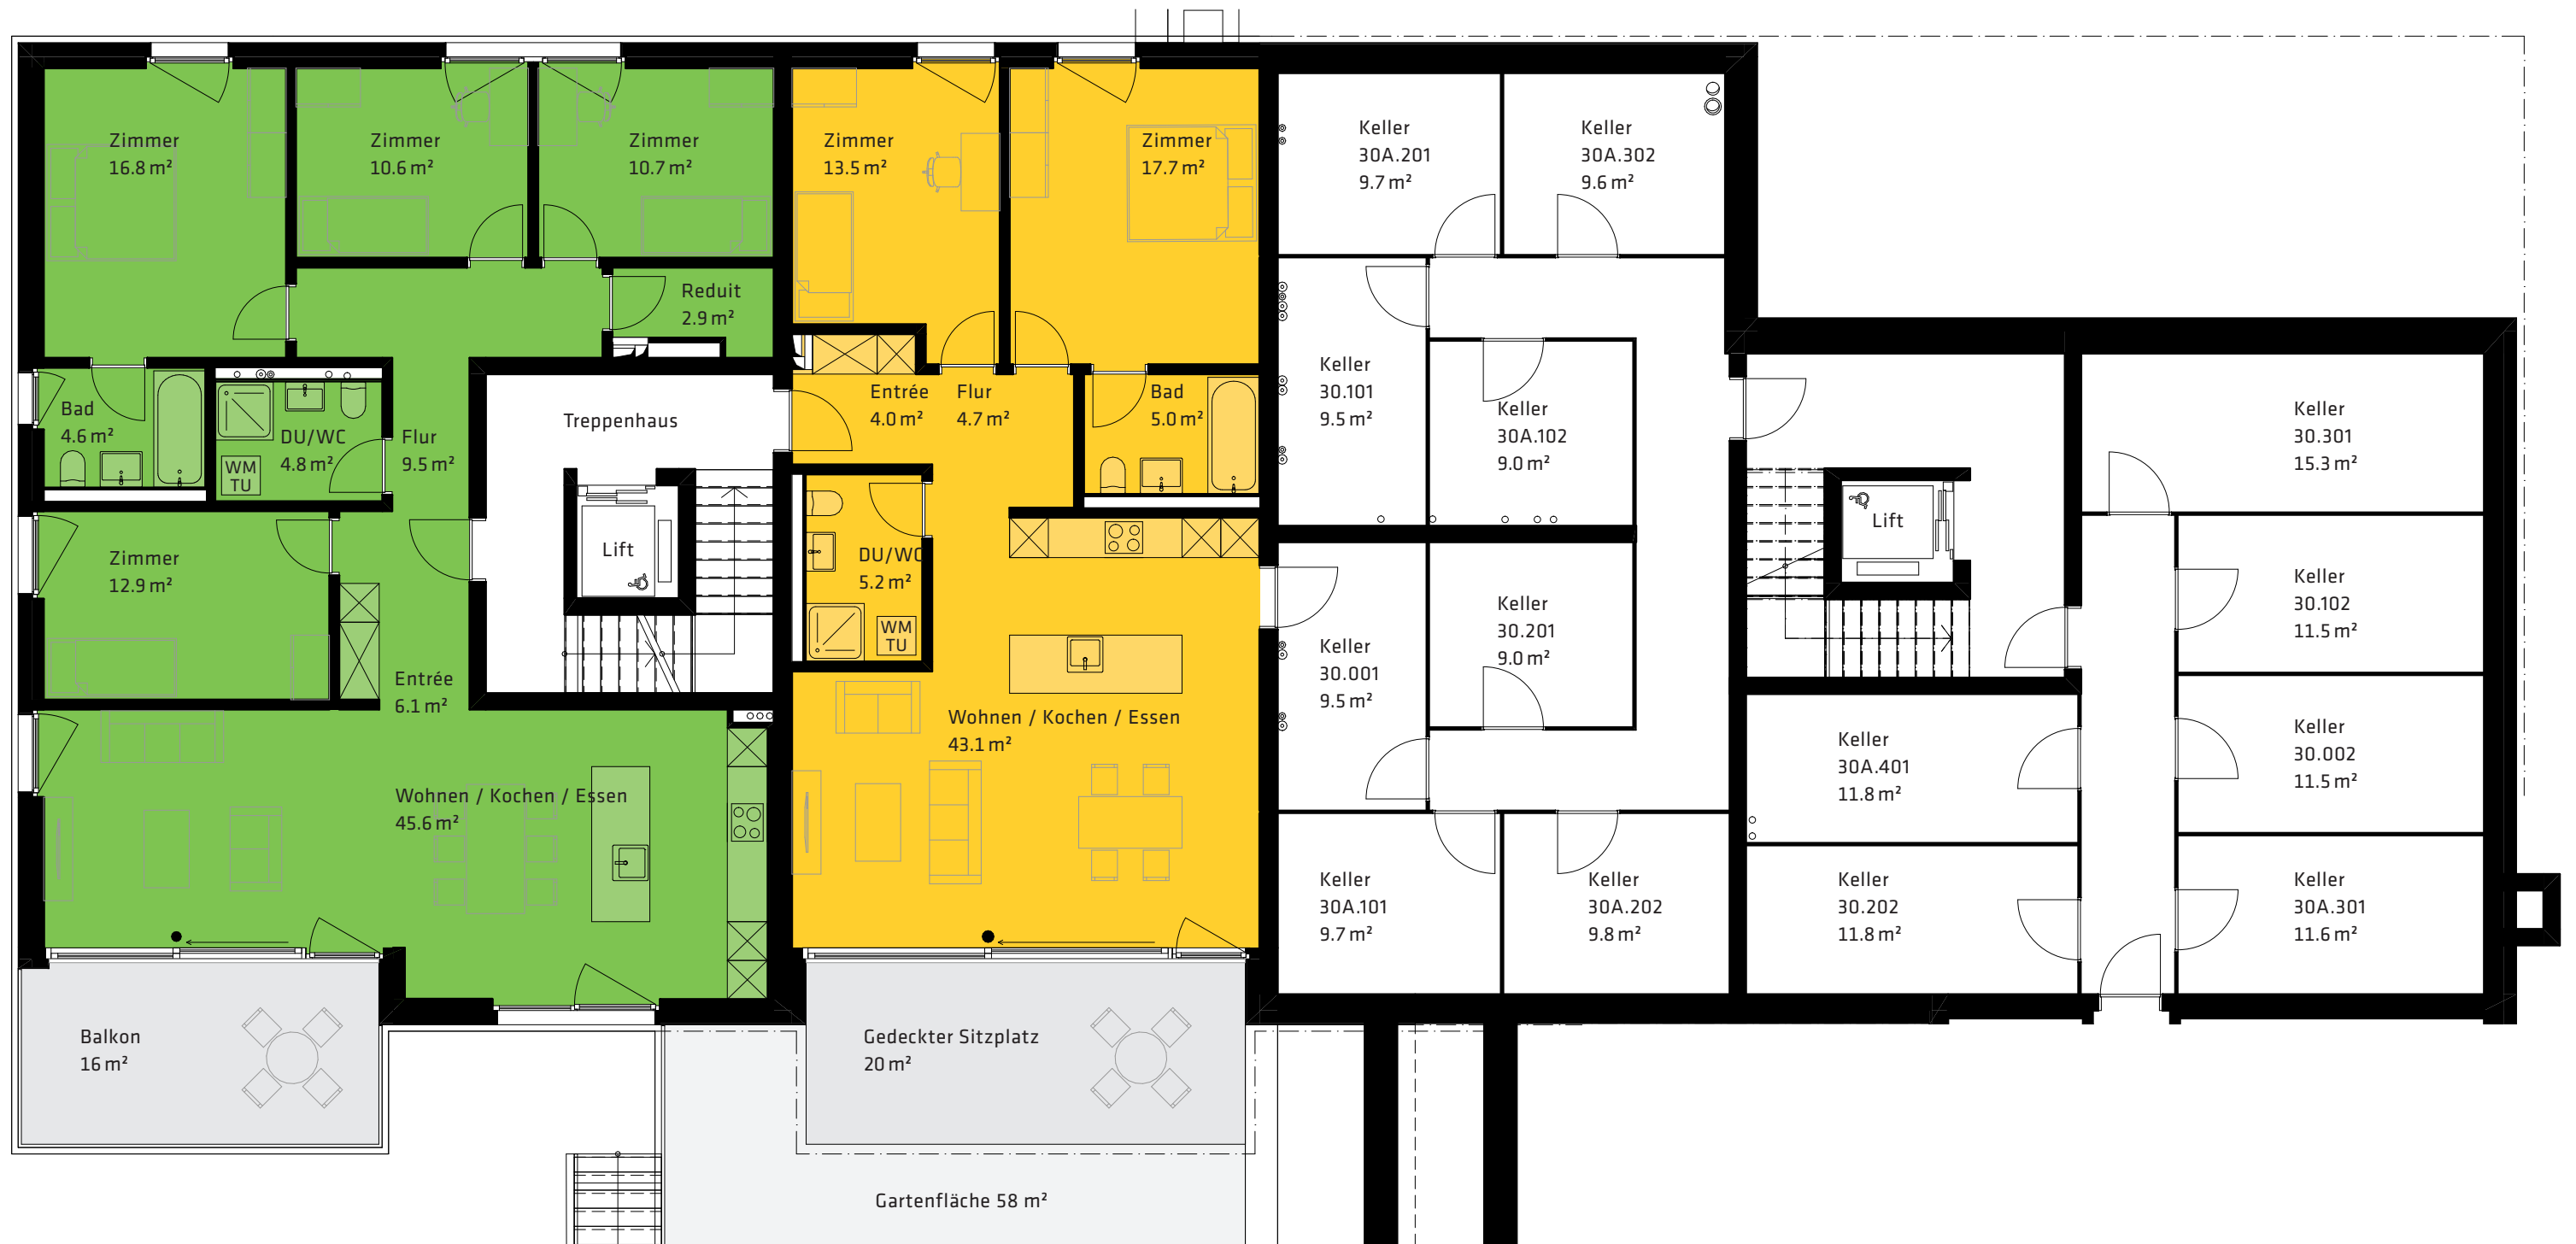 Zimmer
16.8 m²
Zimmer
10.6 m²
Zimmer
10.7 m²
Reduit
2.9 m²
Bad
4.6 m²
DU/WC
4.8 m²
WM
TU
Flur
9.5 m²
Zimmer
12.9 m²
Entrée
6.1 m²
Wohnen / Kochen / Essen
45.6 m²
Balkon
16 m²
Treppenhaus
Lift
Zimmer
13.5 m²
Zimmer
17.7 m²
Entrée
4.0 m²
Flur
4.7 m²
Bad
5.0 m²
DU/WC
5.2 m²
WM
TU
Wohnen / Kochen / Essen
43.1 m²
Gedeckter Sitzplatz
20 m²
Gartenfläche 58 m²
Keller
30A.201
9.7 m²
Keller
30A.302
9.6 m²
Keller
30.101
9.5 m²
Keller
30A.102
9.0 m²
Keller
30.201
9.0 m²
Keller
30.001
9.5 m²
Keller
30A.101
9.7 m²
Keller
30A.202
9.8 m²
Lift
Keller
30.301
15.3 m²
Keller
30.102
11.5 m²
Keller
30.002
11.5 m²
Keller
30A.401
11.8 m²
Keller
30.202
11.8 m²
Keller
30A.301
11.6 m²